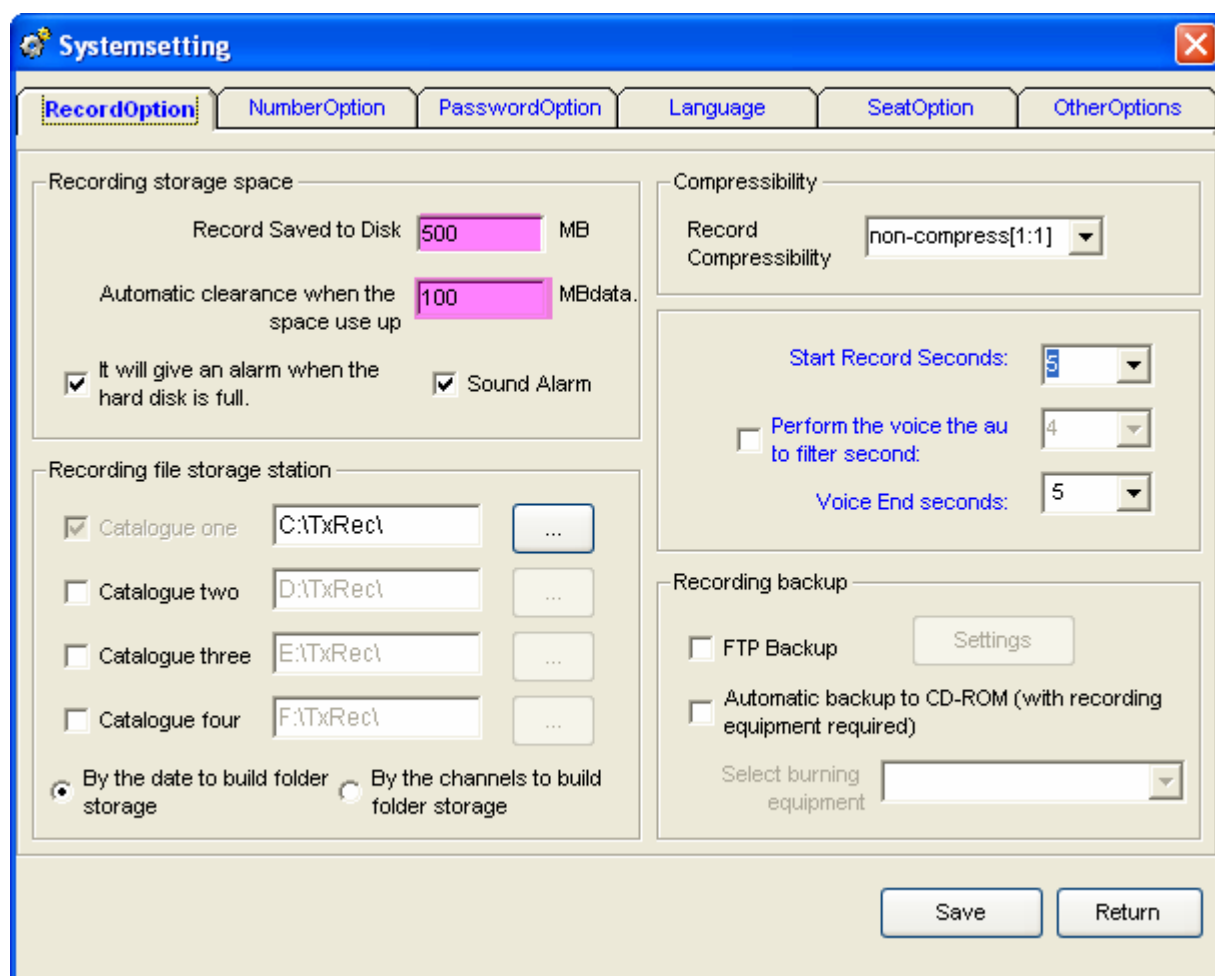 Systemsetting
RecordOption NumberOption PasswordOption Language SeatOption OtherOptions
Recording storage space
Record Saved to Disk 500 MB
Automatic clearance when the
space use up
100 MBdata.
It will give an alarm when the
hard disk is full.
Sound Alarm
Recording file storage station
Catalogue one C:\TxRec\ ...
Catalogue two D:\TxRec\ ...
Catalogue three E:\TxRec\ ...
Catalogue four F:\TxRec\ ...
By the date to build folder
storage
By the channels to build
folder storage
Compressibility
Record
Compressibility
non-compress[1:1]
Start Record Seconds: 5
Perform the voice the au
to filter second:
4
Voice End seconds: 5
Recording backup
FTP Backup Settings
Automatic backup to CD-ROM (with recording
equipment required)
Select burning
equipment
Save Return